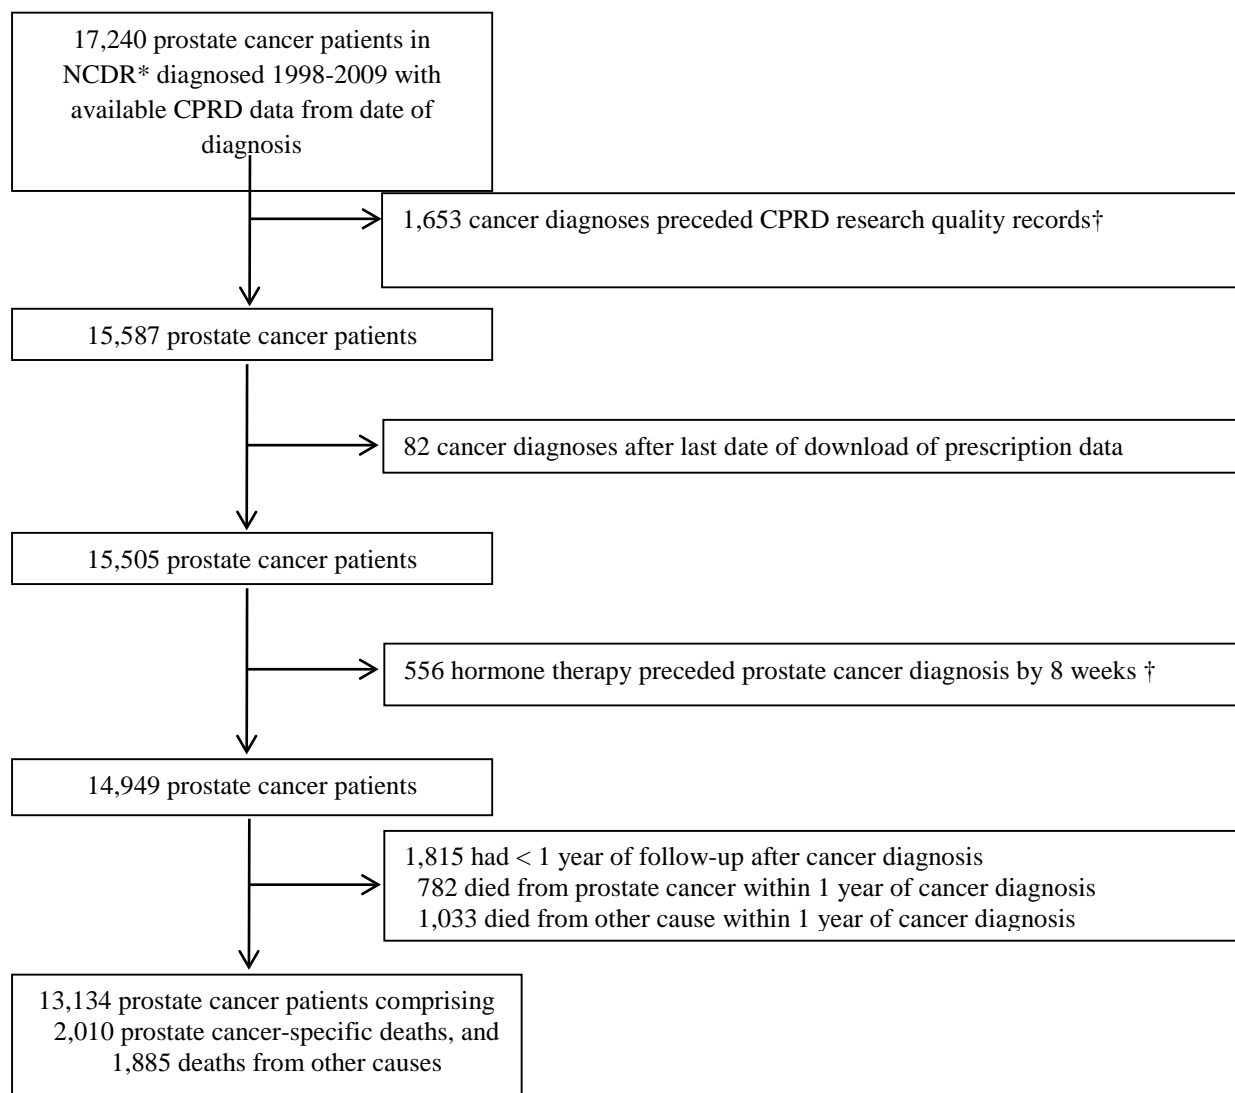 17,240 prostate cancer patients in
NCDR* diagnosed 1998-2009 with
available CPRD data from date of
diagnosis
1,653 cancer diagnoses preceded CPRD research quality records†
15,587 prostate cancer patients
82 cancer diagnoses after last date of download of prescription data
15,505 prostate cancer patients
556 hormone therapy preceded prostate cancer diagnosis by 8 weeks †
14,949 prostate cancer patients
1,815 had < 1 year of follow-up after cancer diagnosis
782 died from prostate cancer within 1 year of cancer diagnosis
1,033 died from other cause within 1 year of cancer diagnosis
13,134 prostate cancer patients comprising
2,010 prostate cancer-specific deaths, and
1,885 deaths from other causes